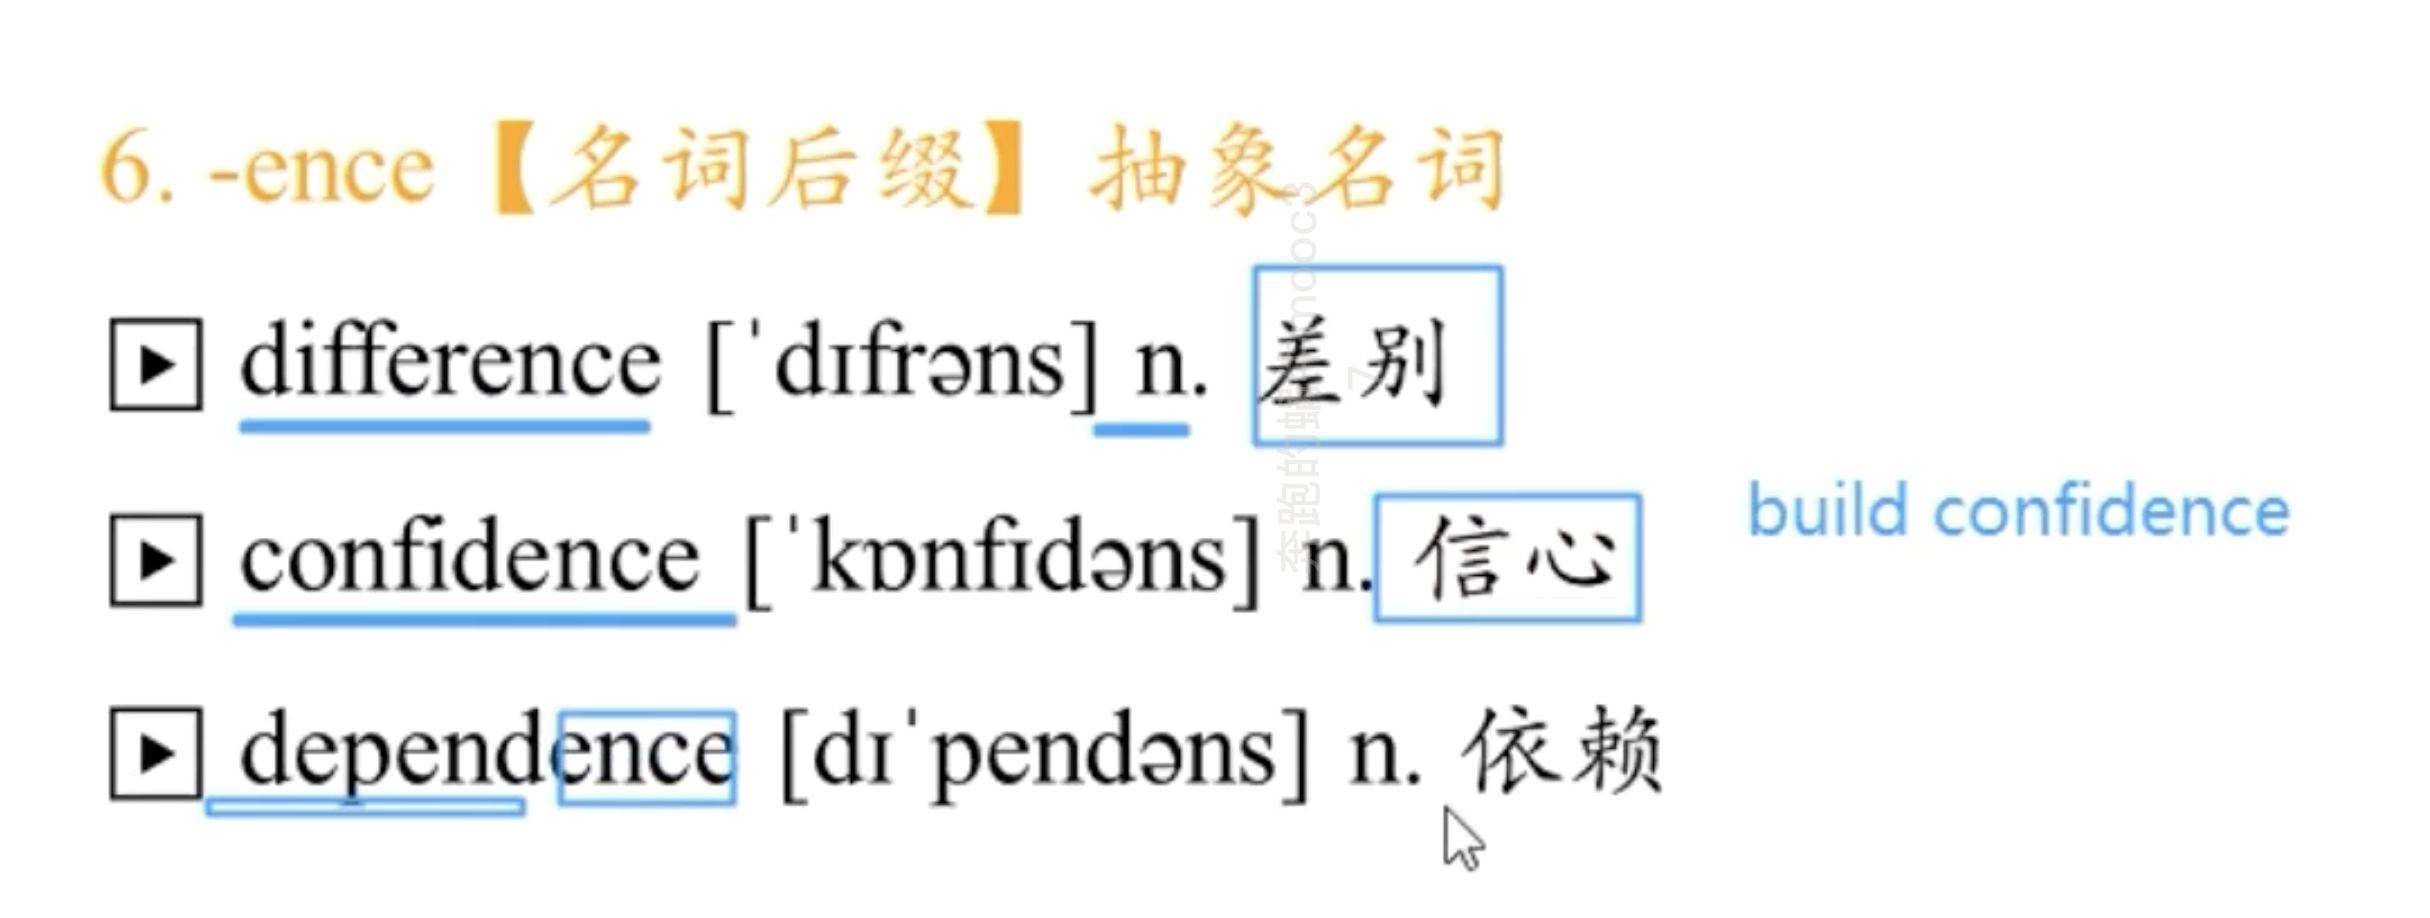 6. -ence【名词后缀】抽象名词
difference [ˈdɪfrəns] n. 差别
confidence [ˈkɒnfɪdəns] n. 信心
build confidence
dependence [dɪˈpendəns] n. 依赖